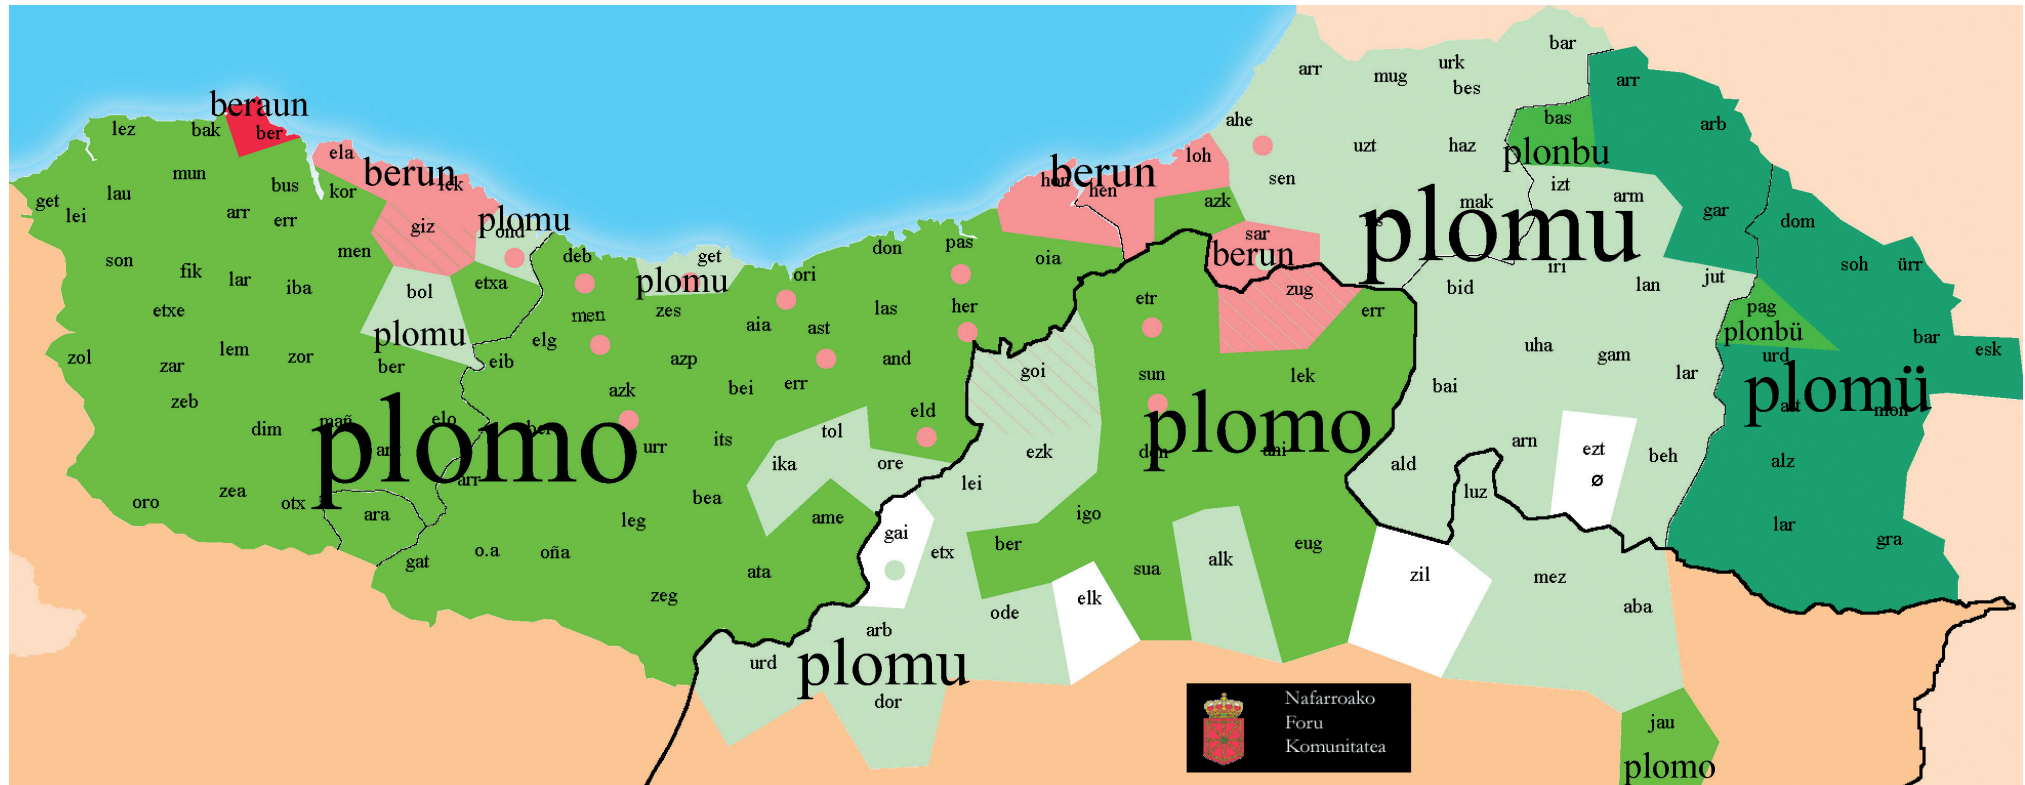 bar
arr
mug
urk
bes
arr
beraun
lez
bak
ber
ahe
bas
arb
ela
berun
lek
loh
uzt
haz
plonbu
mun
bus
kor
berun
hen
sen
izt
arm
get
lau
lei
arr
err
giz
plomu
ond
azk
mak
plomu
gar
dom
men
deb
get
don
pas
oia
sar
berun
son
fik
lar
iba
bol
etxa
plomu
ori
zug
bid
iri
lan
jut
soh
ürr
etxe
plomu
men
zes
aia
ast
las
her
etr
err
pag
plonbü
zol
zar
lem
zor
ber
eib
elg
azp
bei
err
and
goi
sun
lek
uha
gam
bai
lar
urd
bar
esk
zeb
dim
mañ
elo
plomo
azk
urr
its
tol
eld
plomo
plomü
arr
ika
ore
ezk
lei
ald
arn
ezt
ø
beh
alz
oro
zea
otx
ara
leg
bea
ame
gai
igo
luz
lar
gra
gat
o.a
oña
zeg
ata
etx
ber
sua
alk
eug
zil
mez
aba
ode
elk
arb
urd
plomu
dor
Nafarroako
Foru
Komunitatea
jau
plomo